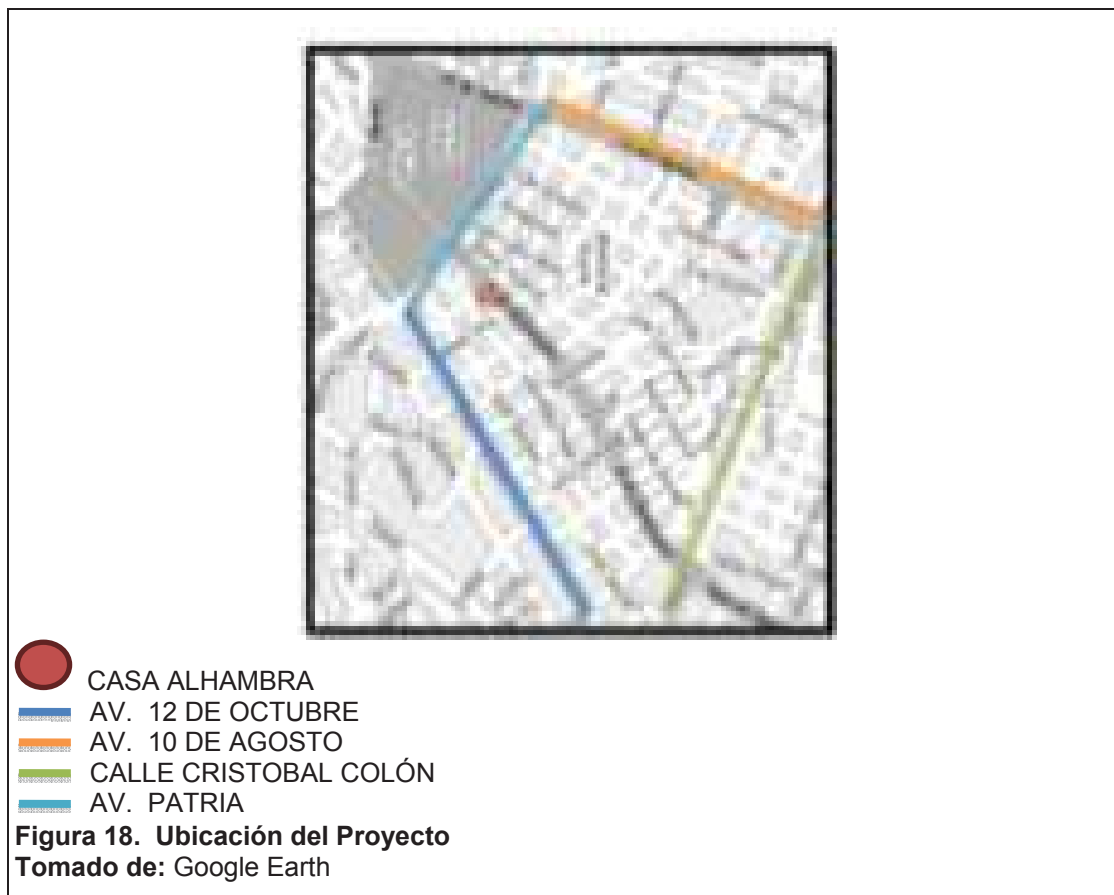 CASA ALHAMBRA
AV. 12 DE OCTUBRE
AV. 10 DE AGOSTO
CALLE CRISTOBAL COLÓN
AV. PATRIA
Figura 18. Ubicación del Proyecto
Tomado de: Google Earth